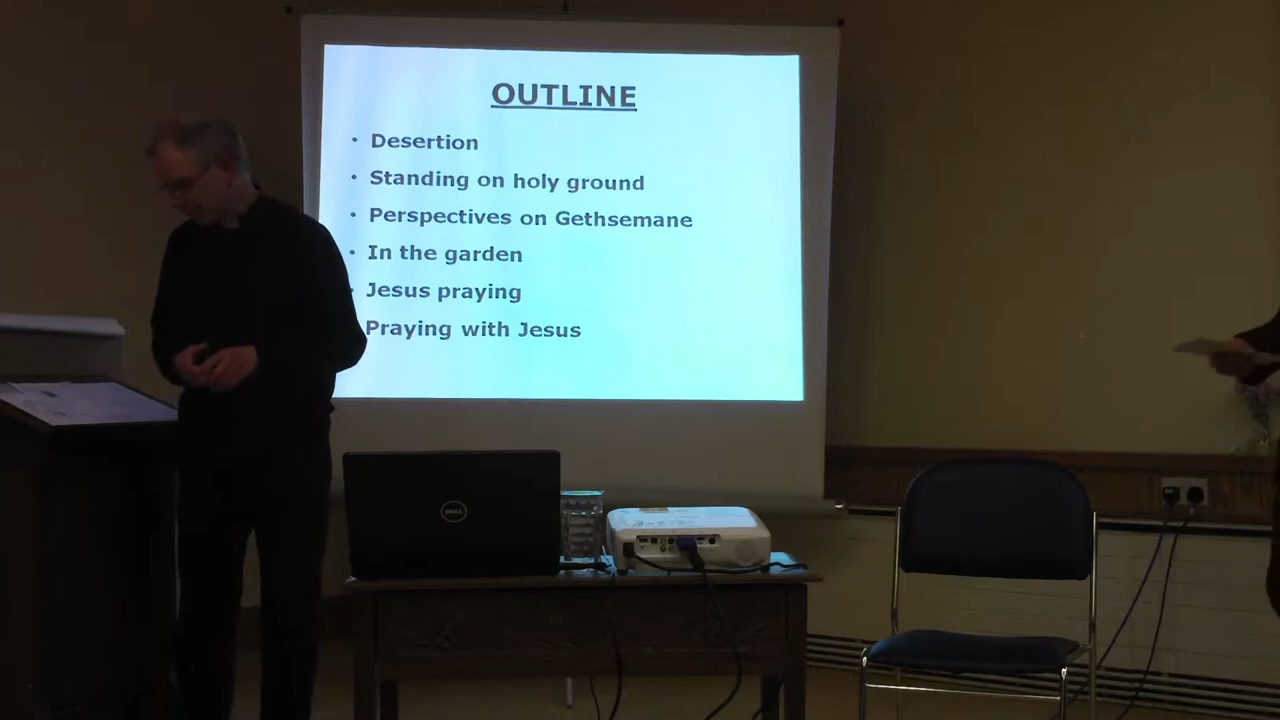 OUTLINE
• Desertion
• Standing on holy ground
• Perspectives on Gethsemane
• In the garden
• Jesus praying
Praying with Jesus
DELL